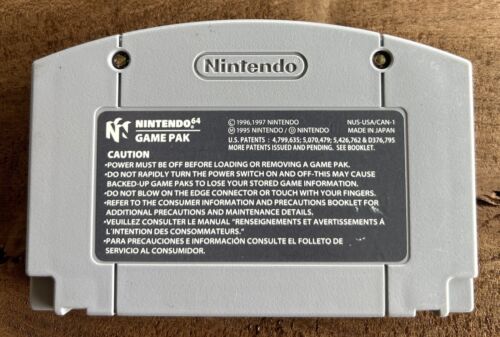 Nintendo
NINTENDO 64
GAME PAK
©1996,1997 NINTENDO
Ⓜ1995 NINTENDO / Ⓓ NINTENDO
NUS-USA/CAN-1
MADE IN JAPAN
U.S. PATENTS : 4,799,635; 5,070,479; 5,426,762 & D376,795
MORE PATENTS ISSUED AND PENDING. SEE BOOKLET.
CAUTION
•POWER MUST BE OFF BEFORE LOADING OR REMOVING A GAME PAK.
•DO NOT RAPIDLY TURN THE POWER SWITCH ON AND OFF-THIS MAY CAUSE
BACKED-UP GAME PAKS TO LOSE YOUR STORED GAME INFORMATION.
•DO NOT BLOW ON THE EDGE CONNECTOR OR TOUCH WITH YOUR FINGERS.
•REFER TO THE CONSUMER INFORMATION AND PRECAUTIONS BOOKLET FOR
ADDITIONAL PRECAUTIONS AND MAINTENANCE DETAILS.
•VEUILLEZ CONSULTER LE MANUAL "RENSEIGNEMENTS ET AVERTISSEMENTS À
L'INTENTION DES CONSOMMATEURS."
•PARA PRECAUCIONES E INFORMACIÓN CONSULTE EL FOLLETO DE
SERVICIO AL CONSUMIDOR.